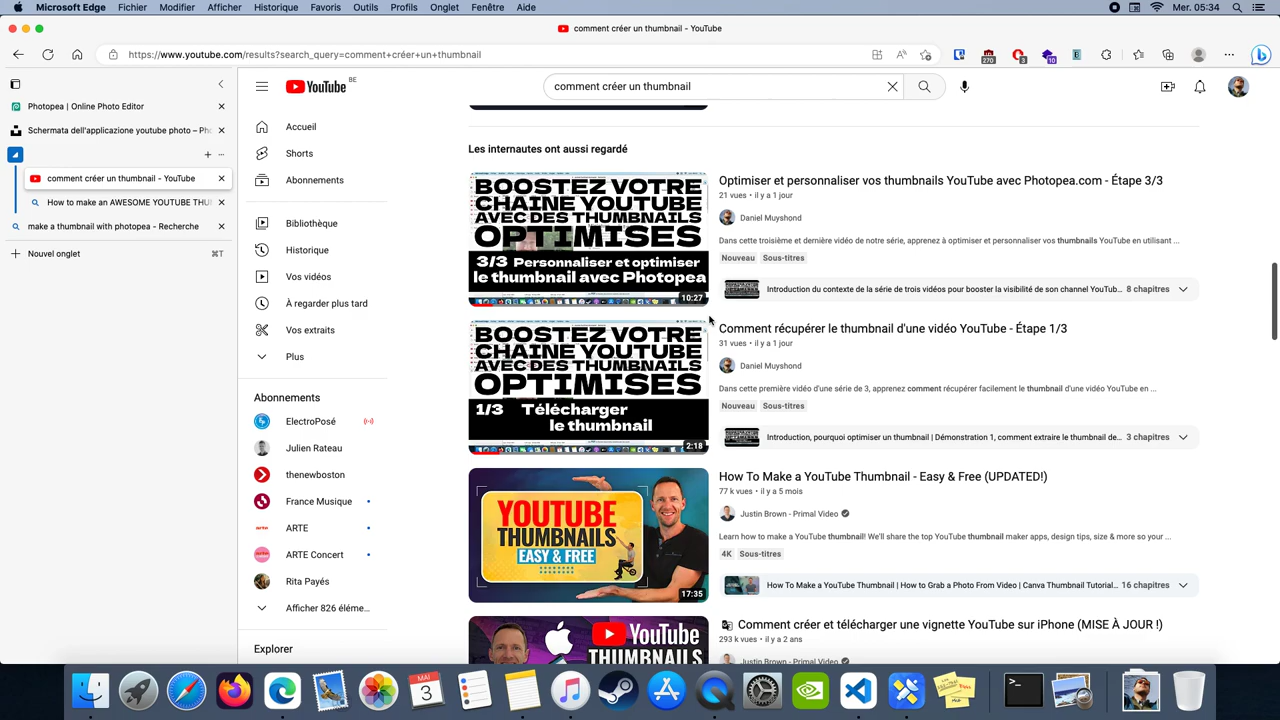 Microsoft Edge Fichier Modifier Afficher Historique Favoris Outils Profils Onglet Fenêtre Aide Mer. 05:34
comment créer un thumbnail - YouTube
https://www.youtube.com/results?search_query=comment+créer+un+thumbnail
270 3 10
Photopea | Online Photo Editor
Schermata dell'applicazione youtube photo – Pho
comment créer un thumbnail - YouTube
How to make an AWESOME YOUTUBE THU
make a thumbnail with photopea - Recherche
Nouvel onglet ⌘T
YouTube BE
comment créer un thumbnail
Accueil
Shorts
Abonnements
Bibliothèque
Historique
Vos vidéos
À regarder plus tard
Vos extraits
Plus
Abonnements
ElectroPosé
Julien Rateau
thenewboston
France Musique
ARTE
ARTE Concert
Rita Payés
Afficher 826 éléme...
Explorer
Les internautes ont aussi regardé
BOOSTEZ VOTRE
CHAINE YOUTUBE
AVEC DES THUMBNAILS
OPTIMISES
3/3 Personnaliser et optimiser
le thumbnail avec Photopea
10:27
Optimiser et personnaliser vos thumbnails YouTube avec Photopea.com - Étape 3/3
21 vues • il y a 1 jour
Daniel Muyshond
Dans cette troisième et dernière vidéo de notre série, apprenez à optimiser et personnaliser vos thumbnails YouTube en utilisant ...
Nouveau Sous-titres
Introduction du contexte de la série de trois vidéos pour booster la visibilité de son channel YouTub... 8 chapitres
BOOSTEZ VOTRE
CHAINE YOUTUBE
AVEC DES THUMBNAILS
OPTIMISES
1/3 Télécharger
le thumbnail
2:18
Comment récupérer le thumbnail d'une vidéo YouTube - Étape 1/3
31 vues • il y a 1 jour
Daniel Muyshond
Dans cette première vidéo d'une série de 3, apprenez comment récupérer facilement le thumbnail d'une vidéo YouTube en ...
Nouveau Sous-titres
Introduction, pourquoi optimiser un thumbnail | Démonstration 1, comment extraire le thumbnail de... 3 chapitres
YOUTUBE
THUMBNAILS
EASY & FREE
17:35
How To Make a YouTube Thumbnail - Easy & Free (UPDATED!)
77 k vues • il y a 5 mois
Justin Brown - Primal Video
Learn how to make a YouTube thumbnail! We'll share the top YouTube thumbnail maker apps, design tips, size & more so your ...
4K Sous-titres
How To Make a YouTube Thumbnail | How to Grab a Photo From Video | Canva Thumbnail Tutorial... 16 chapitres
YouTube
THUMBNAILS
Comment créer et télécharger une vignette YouTube sur iPhone (MISE À JOUR !)
293 k vues • il y a 2 ans
Justin Brown - Primal Video
MAI
3